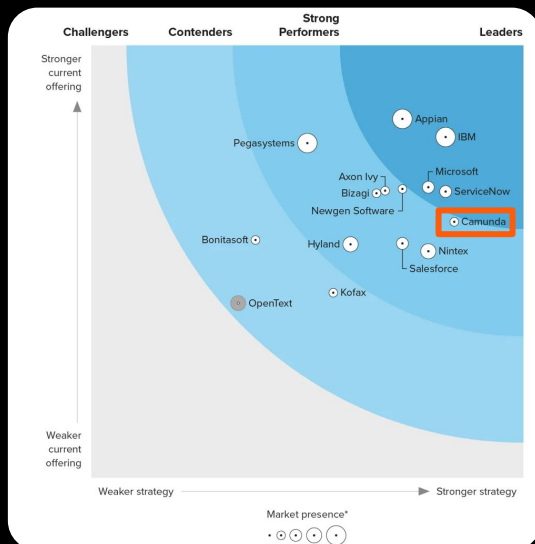 Challengers
Contenders
Strong
Performers
Leaders
Stronger
current
offering
Appian
IBM
Pegasystems
Microsoft
Axon Ivy
Bizagi
ServiceNow
Newgen Software
Camunda
Bonitasoft
Hyland
Nintex
Salesforce
Kofax
OpenText
Weaker
current
offering
Weaker strategy
Stronger strategy
Market presence*